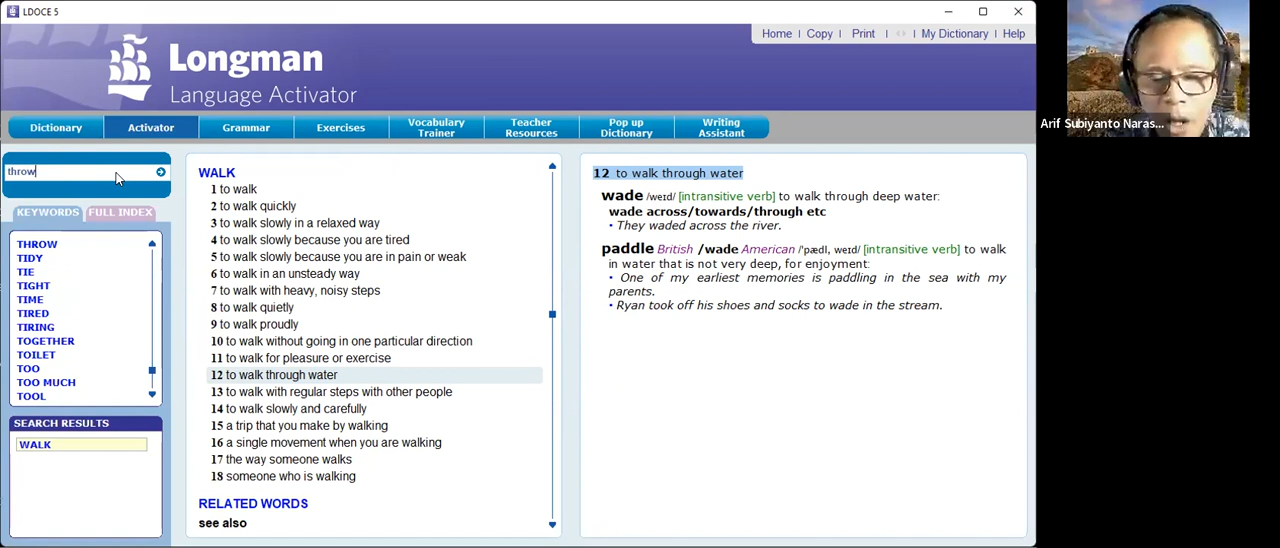 LDOCE 5
Longman
Language Activator
Home | Copy | Print | My Dictionary | Help
Dictionary
Activator
Grammar
Exercises
Vocabulary
Trainer
Teacher
Resources
Pop up
Dictionary
Writing
Assistant
throw
KEYWORDS
FULL INDEX
THROW
TIDY
TIE
TIGHT
TIME
TIRED
TIRING
TOGETHER
TOILET
TOO
TOO MUCH
TOOL
SEARCH RESULTS
WALK
WALK
1 to walk
2 to walk quickly
3 to walk slowly in a relaxed way
4 to walk slowly because you are tired
5 to walk slowly because you are in pain or weak
6 to walk in an unsteady way
7 to walk with heavy, noisy steps
8 to walk quietly
9 to walk proudly
10 to walk without going in one particular direction
11 to walk for pleasure or exercise
12 to walk through water
13 to walk with regular steps with other people
14 to walk slowly and carefully
15 a trip that you make by walking
16 a single movement when you are walking
17 the way someone walks
18 someone who is walking
RELATED WORDS
see also
12 to walk through water
wade /weɪd/ [intransitive verb] to walk through deep water:
wade across/towards/through etc
• They waded across the river.
paddle British /wade American /ˈpædl, weɪd/ [intransitive verb] to walk
in water that is not very deep, for enjoyment:
• One of my earliest memories is paddling in the sea with my
parents.
• Ryan took off his shoes and socks to wade in the stream.
Arif Subiyanto Naras...